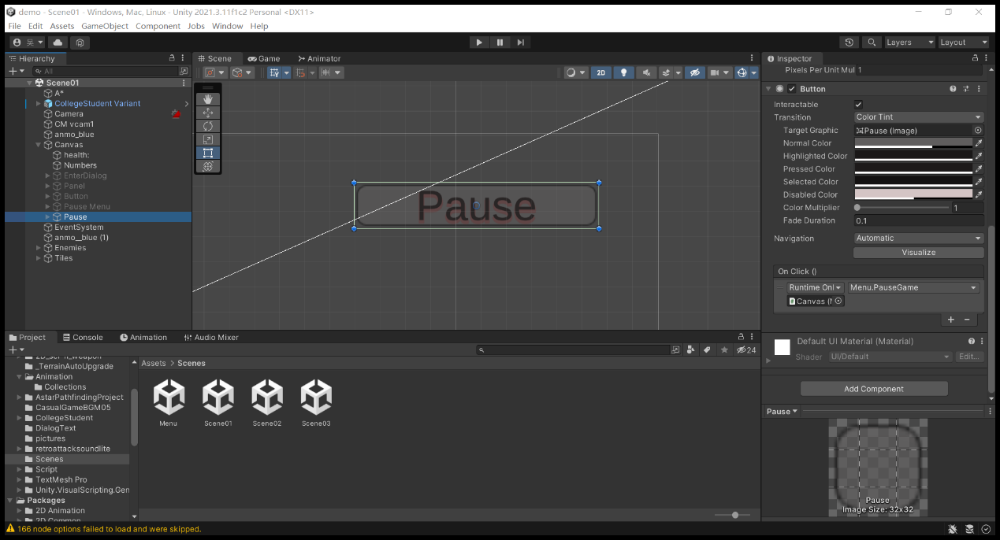 demo - Scene01 - Windows, Mac, Linux - Unity 2021.3.11f1c2 Personal <DX11>
File Edit Assets GameObject Component Jobs Window Help
Layers Layout
Hierarchy
All
Scene01
A*
CollegeStudent Variant
Camera
CM vcam1
anmo_blue
Canvas
health:
Numbers
EnterDialog
Panel
Button
Pause Menu
Pause
EventSystem
anmo__blue (1)
Enemies
Tiles
Scene Game Animator
2D
Pause
Inspector
Pixels Per Unit Mul 1
Button
Interactable
Transition Color Tint
Target Graphic Pause (Image)
Normal Color
Highlighted Color
Pressed Color
Selected Color
Disabled Color
Color Multiplier 1
Fade Duration 0.1
Navigation Automatic
Visualize
On Click ()
Runtime Onl Menu.PauseGame
Canvas (
Default UI Material (Material)
Shader UI/Default Edit...
Add Component
Pause
Pause
Image Size: 32x32
Project Console Animation Audio Mixer
24
_TerrainAutoUpgrade
Animation
Collections
AstarPathfindingProject
CasualGameBGM05
CollegeStudent
DialogText
pictures
retroattacksoundlite
Scenes
Script
TextMesh Pro
Unity.VisualScripting.Gen
Packages
2D Animation
2D Common
Assets > Scenes
Menu Scene01 Scene02 Scene03
166 node options failed to load and were skipped.